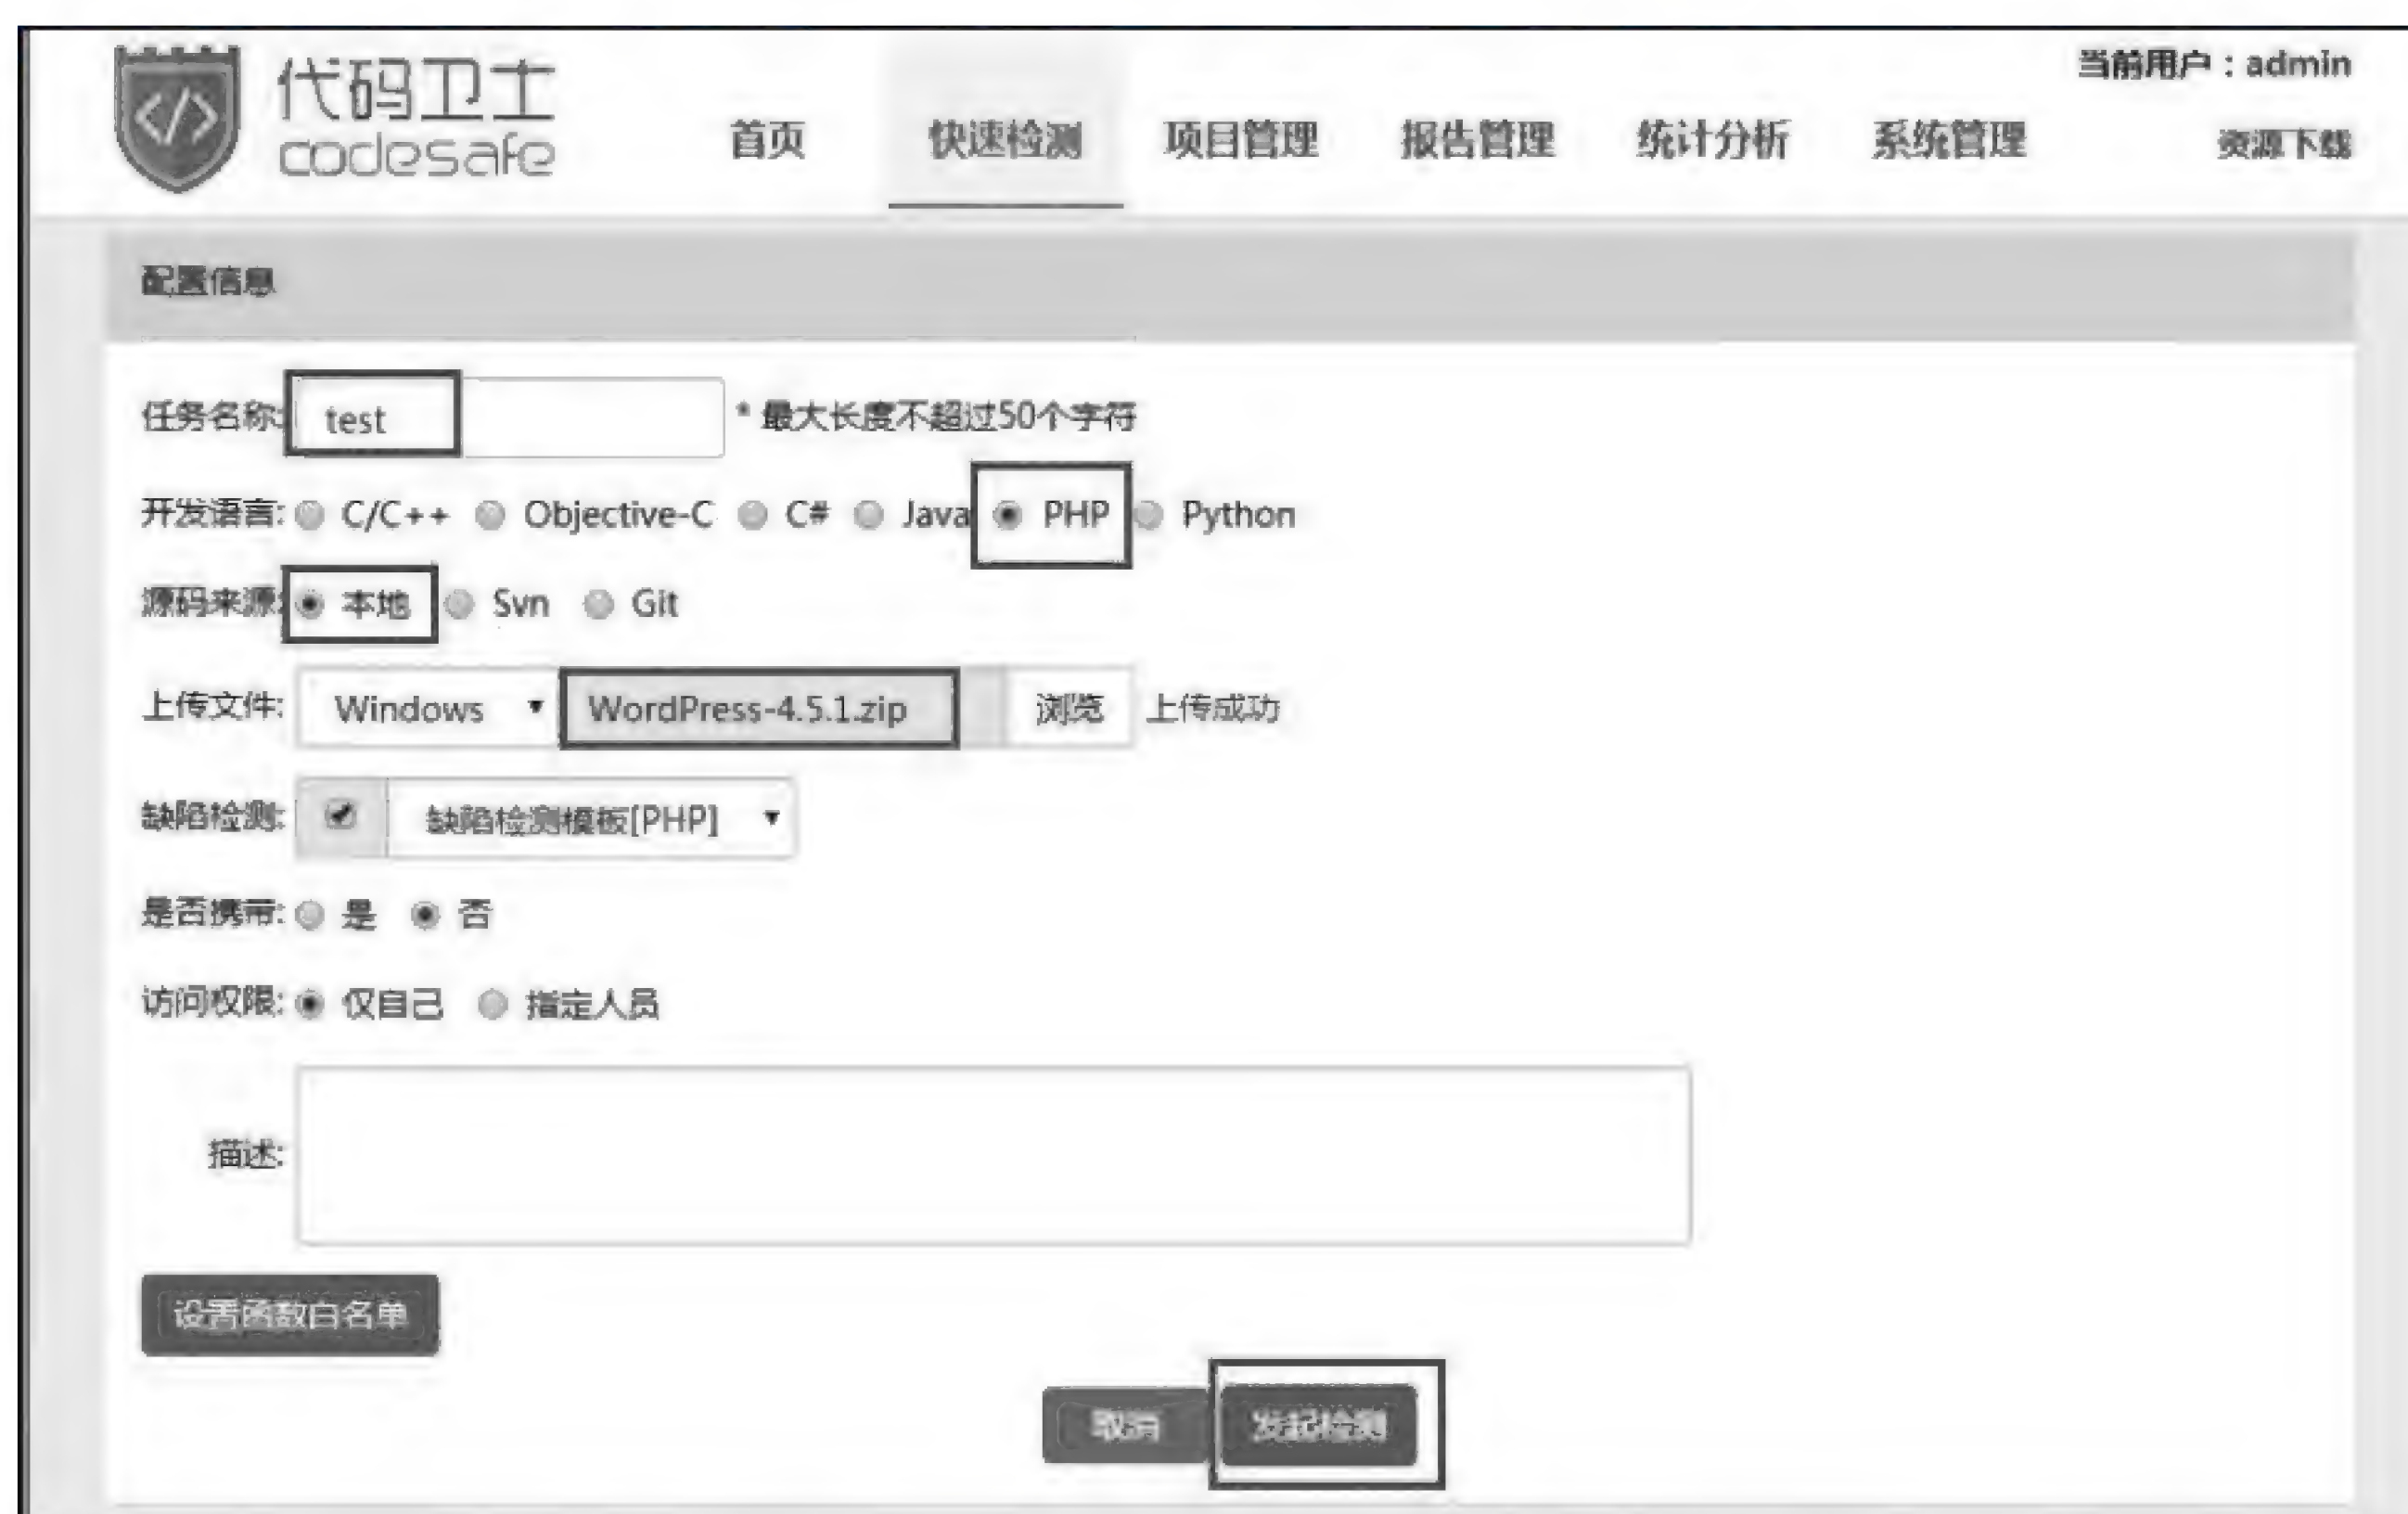 代码卫士
codesafe
当前用户：admin
首页 快速检测 项目管理 报告管理 统计分析 系统管理 资源下载
配置信息
任务名称: test * 最大长度不超过50个字符
开发语言: C/C++ Objective-C C# Java PHP Python
源码来源: 本地 Svn Git
上传文件: Windows WordPress-4.5.1.zip 浏览 上传成功
缺陷检测: 缺陷检测模板[PHP]
是否携带: 是 否
访问权限: 仅自己 指定人员
描述:
设置函数白名单
取消 发起检测